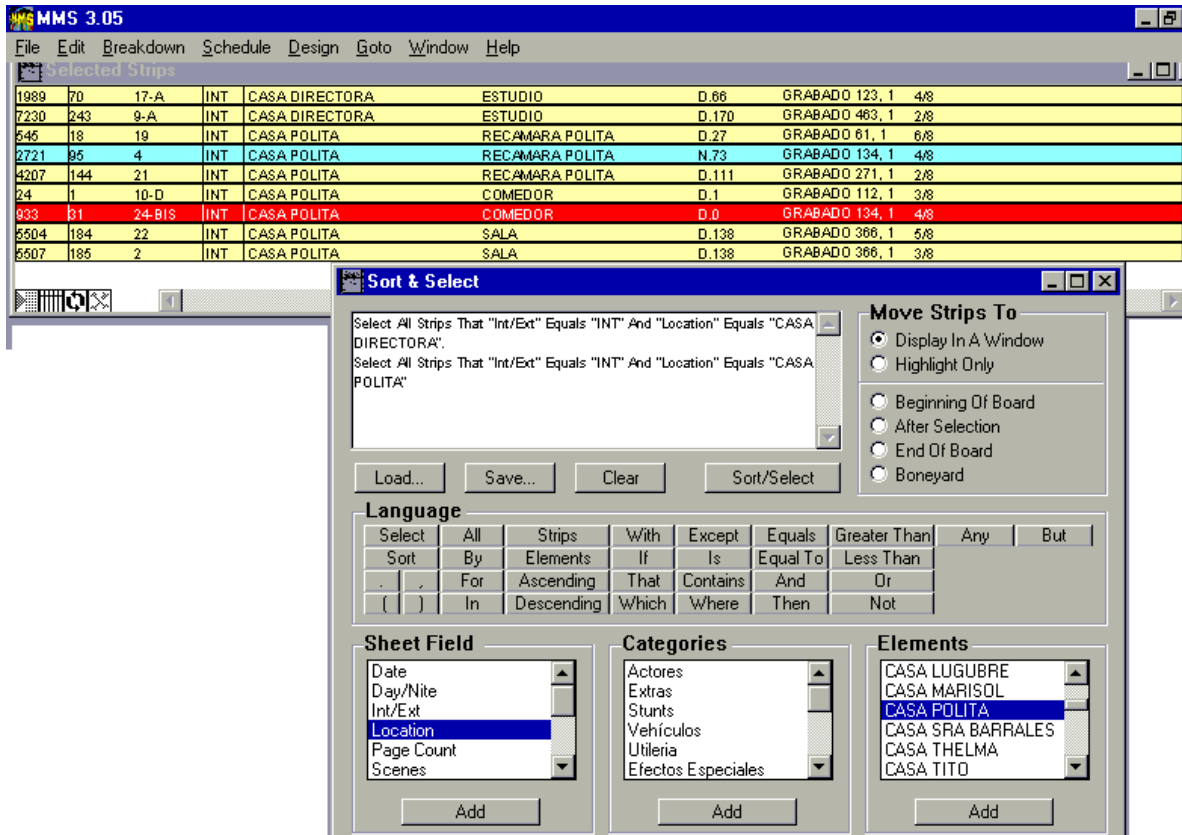 MMS 3.05
File Edit Breakdown Schedule Design Goto Window Help
Selected Strips
1989 70 17-A INT CASA DIRECTORA ESTUDIO D.66 GRABADO 123, 1 4/8
7230 243 9-A INT CASA DIRECTORA ESTUDIO D.170 GRABADO 463, 1 2/8
545 18 19 INT CASA POLITA RECAMARA POLITA D.27 GRABADO 61, 1 6/8
2721 95 4 INT CASA POLITA RECAMARA POLITA N.73 GRABADO 134, 1 4/8
4207 144 21 INT CASA POLITA RECAMARA POLITA D.111 GRABADO 271, 1 2/8
24 1 10-D INT CASA POLITA COMEDOR D.1 GRABADO 112, 1 3/8
933 31 24-BIS INT CASA POLITA COMEDOR D.0 GRABADO 134, 1 4/8
5504 184 22 INT CASA POLITA SALA D.138 GRABADO 366, 1 5/8
5507 185 2 INT CASA POLITA SALA D.138 GRABADO 366, 1 3/8
Sort & Select
Select All Strips That "Int/Ext" Equals "INT" And "Location" Equals "CASA
DIRECTORA".
Select All Strips That "Int/Ext" Equals "INT" And "Location" Equals "CASA
POLITA"
Move Strips To
Display In A Window
Highlight Only
Beginning Of Board
After Selection
End Of Board
Boneyard
Load... Save... Clear Sort/Select
Language
Select All Strips With Except Equals Greater Than Any But
Sort By Elements If Is Equal To Less Than
. , For Ascending That Contains And Or
( ) In Descending Which Where Then Not
Sheet Field
Date
Day/Nite
Int/Ext
Location
Page Count
Scenes
Add
Categories
Actores
Extras
Stunts
Vehículos
Utileria
Efectos Especiales
Add
Elements
CASA LUGUBRE
CASA MARISOL
CASA POLITA
CASA SRA BARRALES
CASA THELMA
CASA TITO
Add